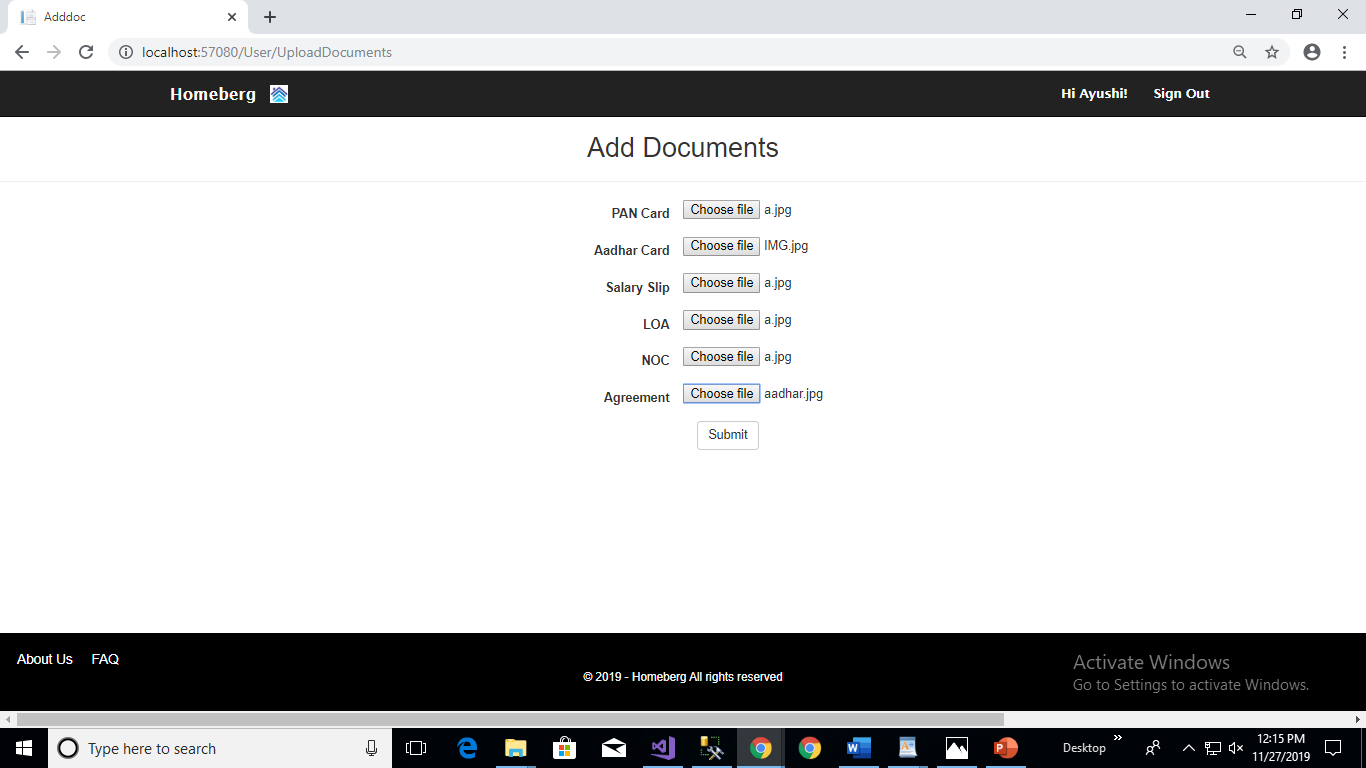 Adddoc
localhost:57080/User/UploadDocuments
Homeberg Hi Ayushi! Sign Out
Add Documents
PAN Card Choose file a.jpg
Aadhar Card Choose file IMG.jpg
Salary Slip Choose file a.jpg
LOA Choose file a.jpg
NOC Choose file a.jpg
Agreement Choose file aadhar.jpg
Submit
About Us FAQ
© 2019 - Homeberg All rights reserved
Activate Windows
Go to Settings to activate Windows.
Type here to search
Desktop
12:15 PM
11/27/2019